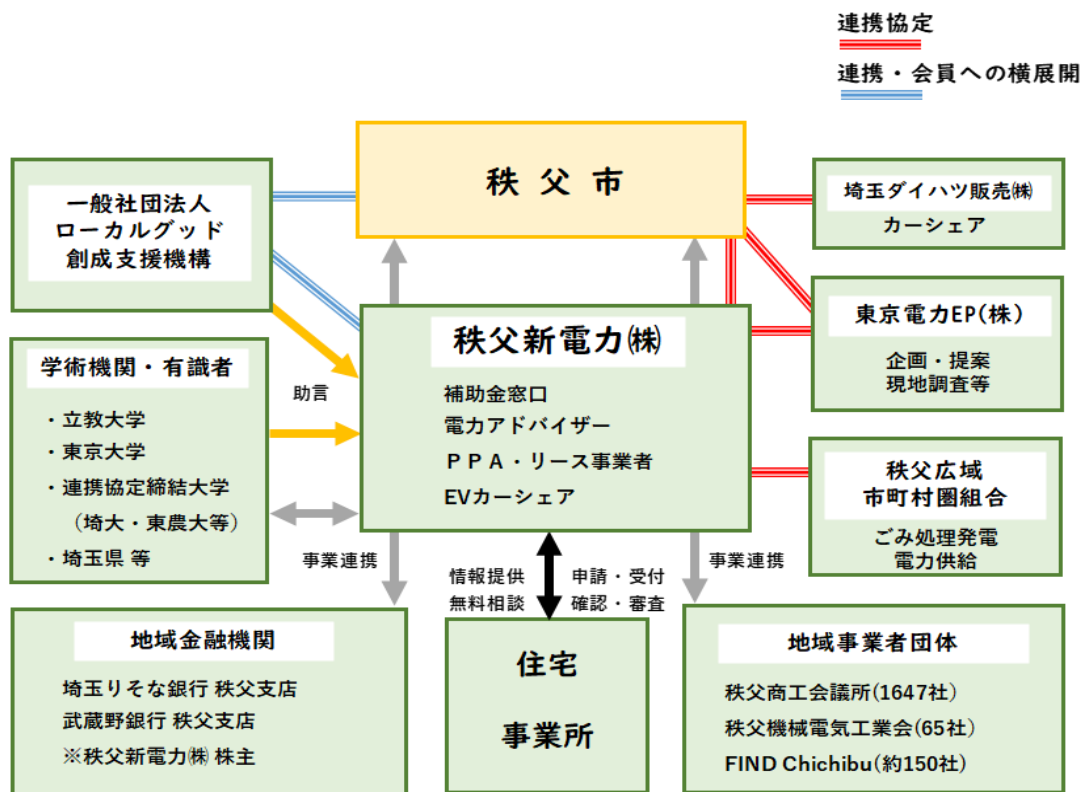 連携協定
連携・会員への横展開
秩父市
一般社団法人
ローカルグッド
創成支援機構
埼玉ダイハツ販売㈱
カーシェア
秩父新電力㈱
補助金窓口
電力アドバイザー
ＰＰＡ・リース事業者
EVカーシェア
東京電力EP(株)
企画・提案
現地調査等
学術機関・有識者
・立教大学
・東京大学
・連携協定締結大学
（埼大・東農大等）
・埼玉県 等
助言
秩父広域
市町村圏組合
ごみ処理発電
電力供給
事業連携
情報提供
無料相談
申請・受付
確認・審査
事業連携
地域金融機関
埼玉りそな銀行 秩父支店
武蔵野銀行 秩父支店
※秩父新電力㈱ 株主
住宅
事業所
地域事業者団体
秩父商工会議所(1647社)
秩父機械電気工業会(65社)
FIND Chichibu(約150社)